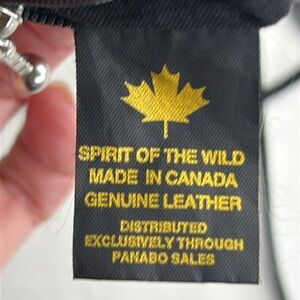 SPIRIT OF THE WILD
MADE IN CANADA
GENUINE LEATHER
DISTRIBUTED
EXCLUSIVELY THROUGH
PANABO SALES